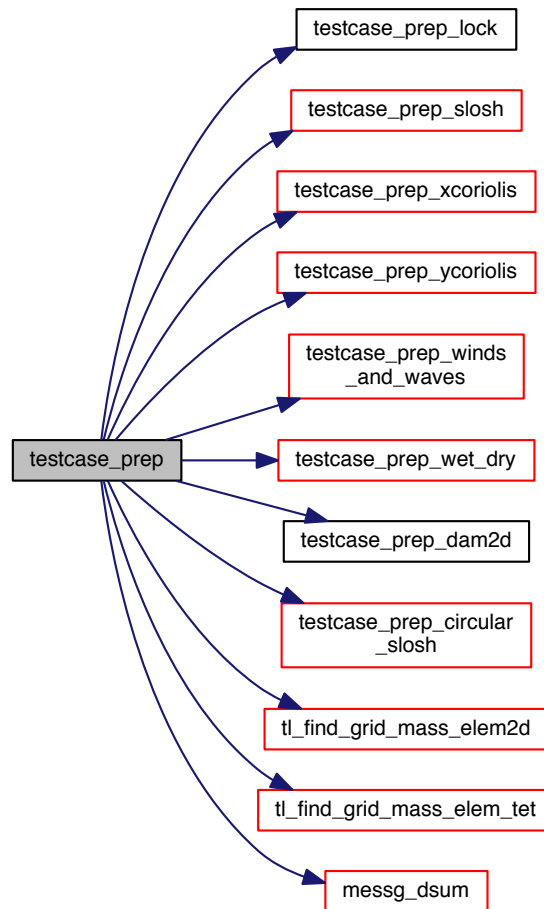 testcase_prep_lock
testcase_prep_slosh
testcase_prep_xcoriolis
testcase_prep_ycoriolis
testcase_prep_winds
_and_waves
testcase_prep
testcase_prep_wet_dry
testcase_prep_dam2d
testcase_prep_circular
_slosh
tl_find_grid_mass_elem2d
tl_find_grid_mass_elem_tet
messg_dsum